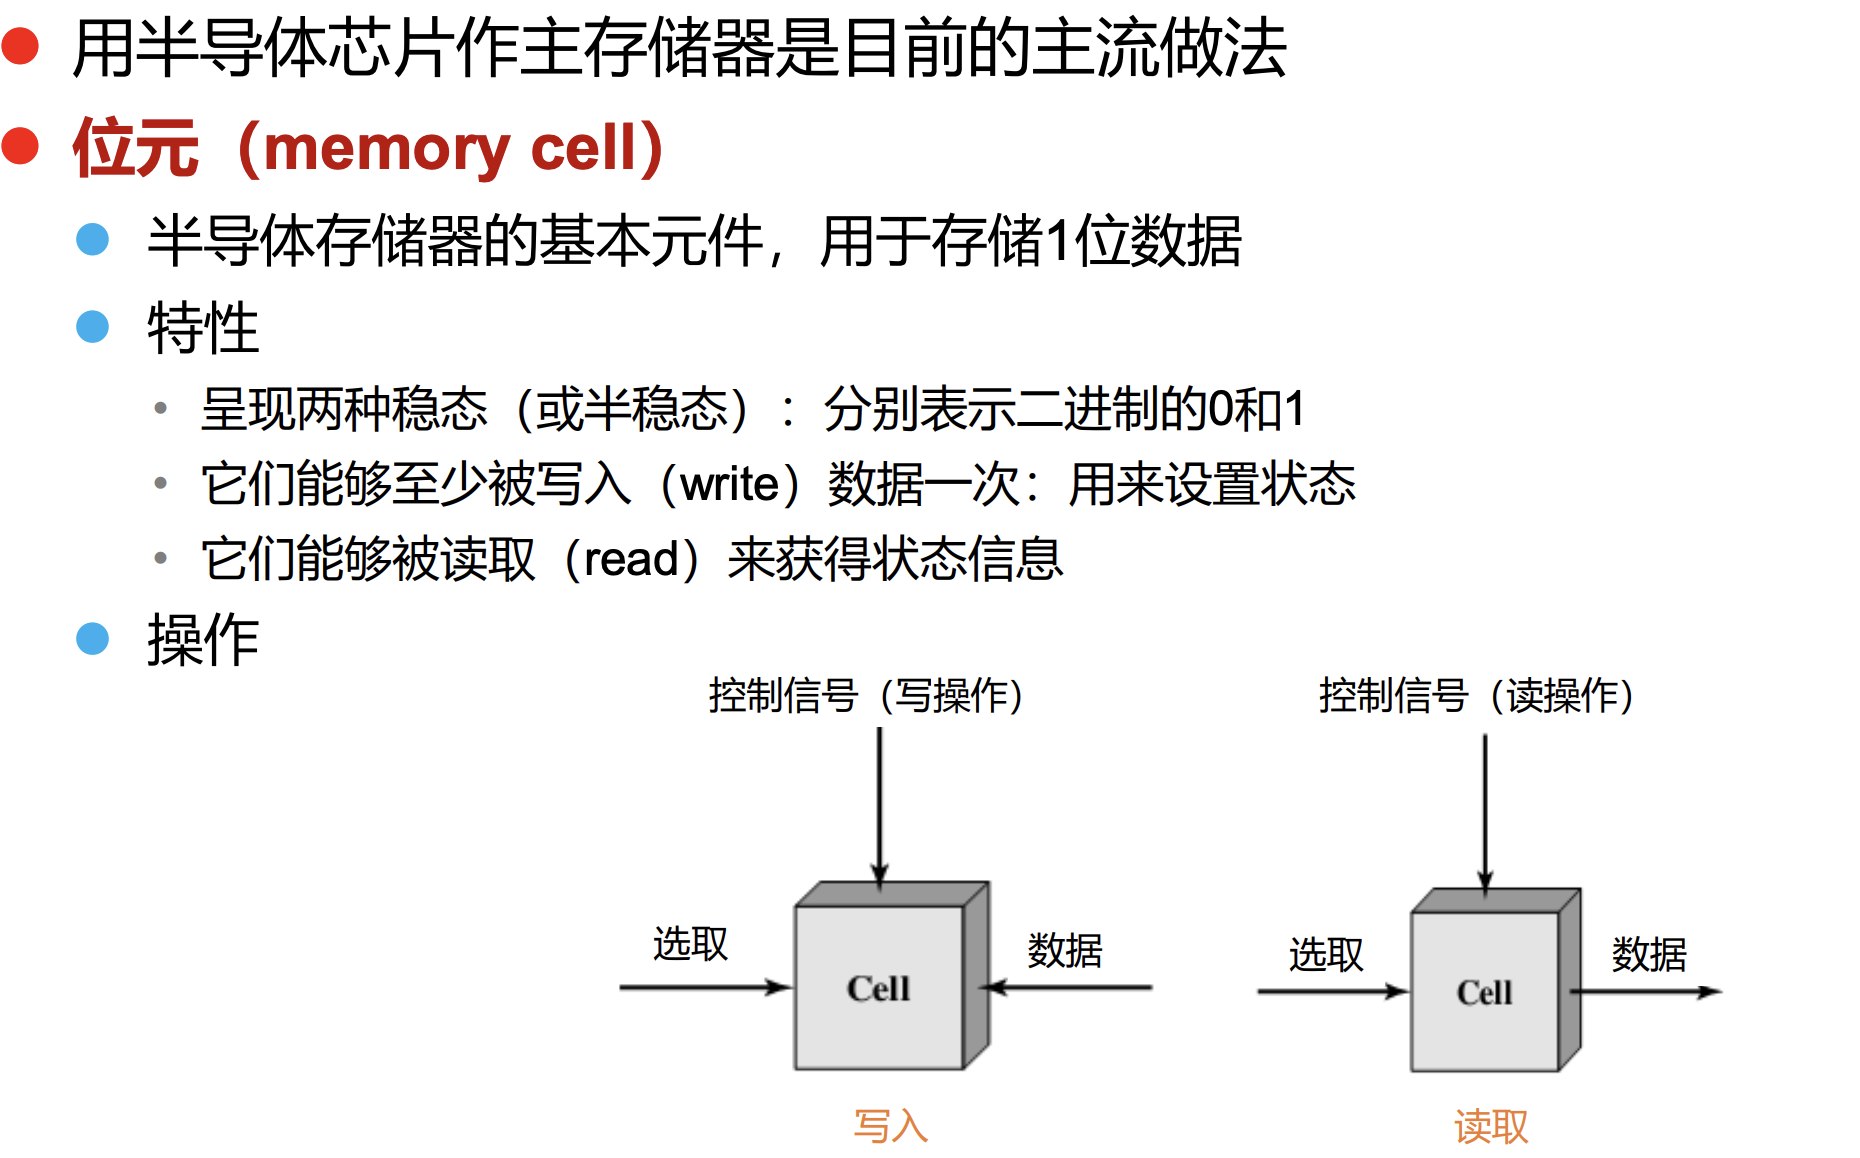 用半导体芯片作主存储器是目前的主流做法
位元（memory cell）
半导体存储器的基本元件，用于存储1位数据
特性
呈现两种稳态（或半稳态）：分别表示二进制的0和1
它们能够至少被写入（write）数据一次：用来设置状态
它们能够被读取（read）来获得状态信息
操作
控制信号（写操作）
选取
Cell
数据
写入
控制信号（读操作）
选取
Cell
数据
读取